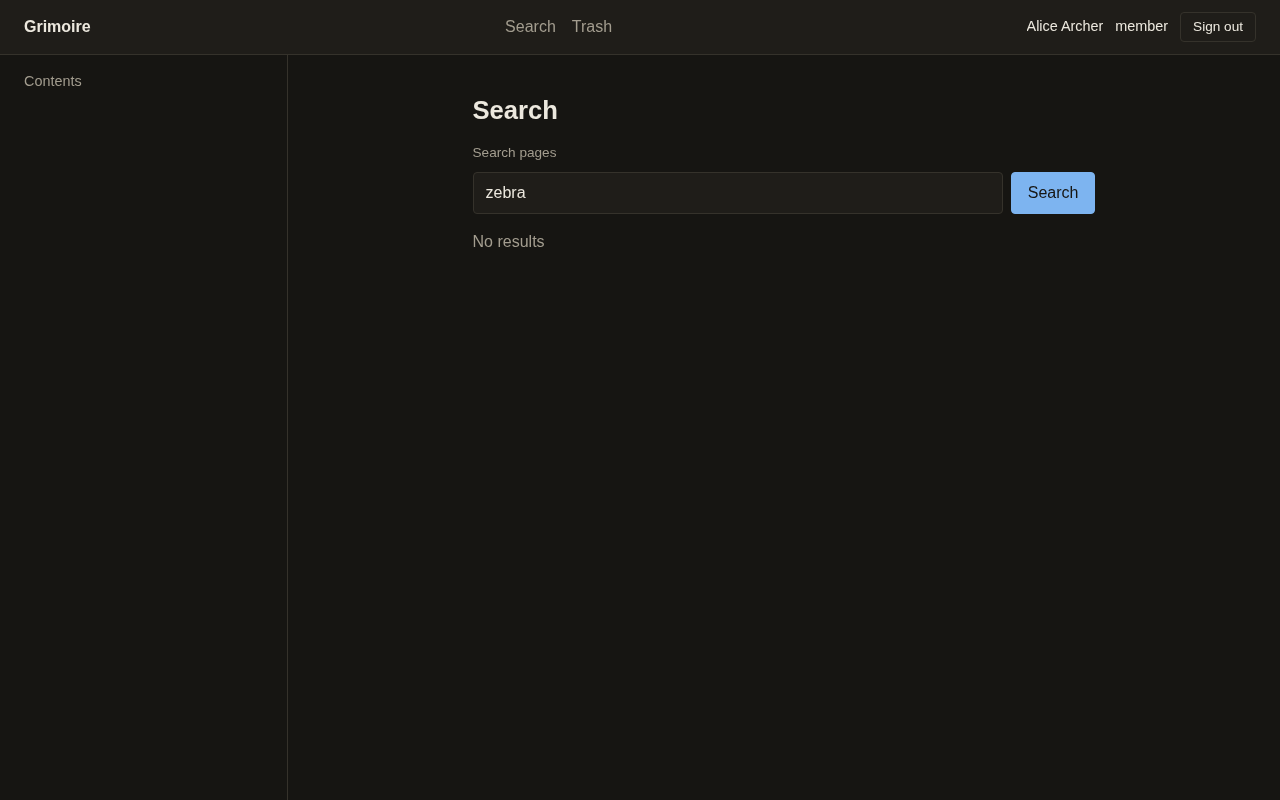 Grimoire
Search Trash
Alice Archer member Sign out
Contents
Search
Search pages
zebra Search
No results